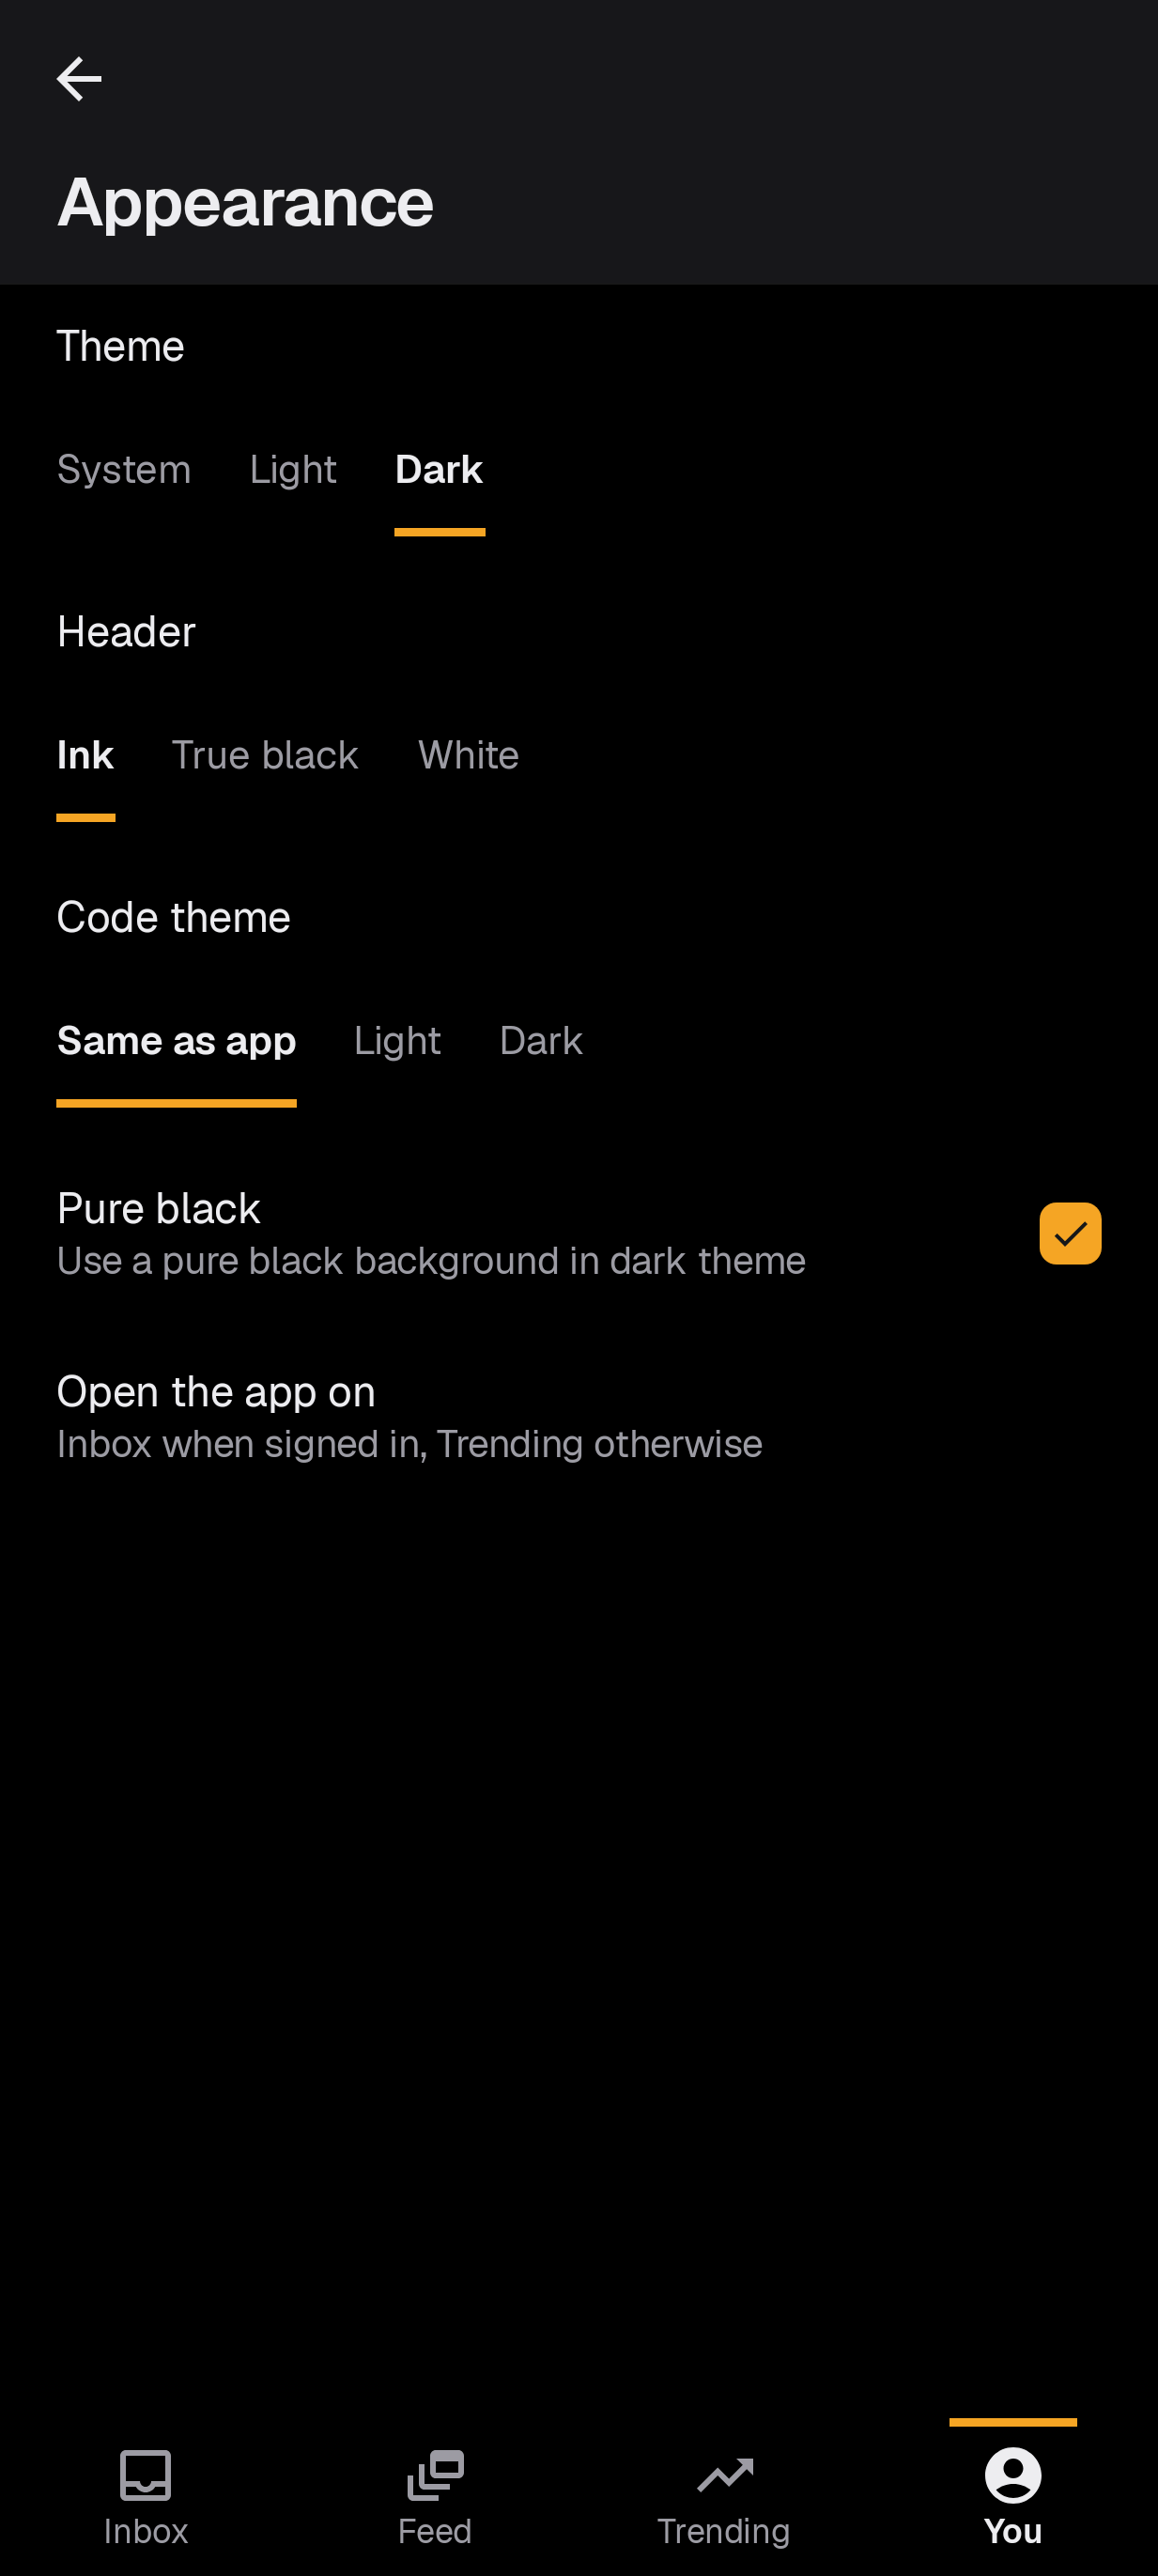 Appearance
Theme
System Light Dark
Header
Ink True black White
Code theme
Same as app Light Dark
Pure black
Use a pure black background in dark theme
Open the app on
Inbox when signed in, Trending otherwise
Inbox Feed Trending You